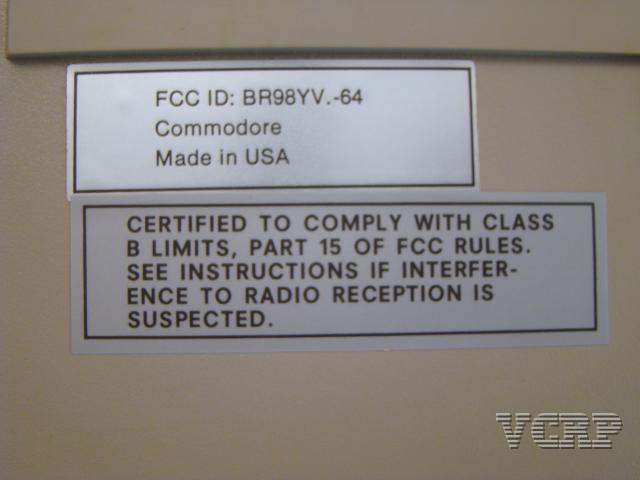 FCC ID: BR98YV.-64
Commodore
Made in USA
CERTIFIED TO COMPLY WITH CLASS
B LIMITS, PART 15 OF FCC RULES.
SEE INSTRUCTIONS IF INTERFER-
ENCE TO RADIO RECEPTION IS
SUSPECTED.
VCRP